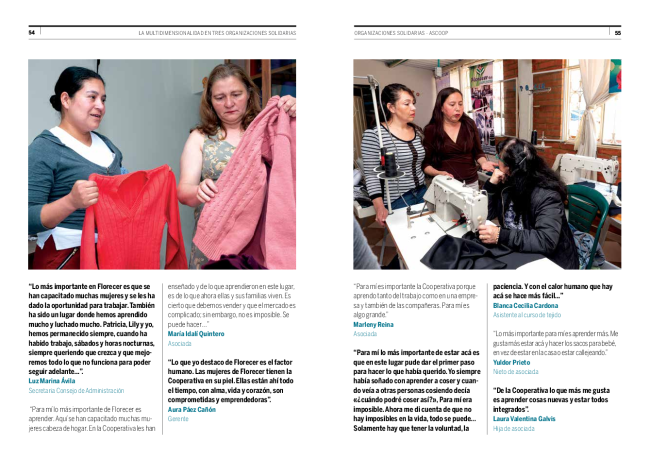 54
LA MULTIDIMENSIONALIDAD EN TRES ORGANIZACIONES SOLIDARIAS
“Lo más importante en Florecer es que se
han capacitado muchas mujeres y se les ha
dado la oportunidad para trabajar. También
ha sido un lugar donde hemos aprendido
mucho y luchado mucho. Patricia, Lily y yo,
hemos permanecido siempre, cuando ha
habido trabajo, sábados y horas nocturnas,
siempre queriendo que crezca y que mejo-
remos todo lo que no funciona para poder
seguir adelante...”.
Luz Marina Ávila
Secretaria Consejo de Administración
“Para mí lo más importante de Florecer es
aprender. Aquí se han capacitado muchas mu-
jeres cabeza de hogar. En la Cooperativa les han
enseñado y de lo que aprendieron en este lugar,
es de lo que ahora ellas y sus familias viven. Es
cierto que debemos vender y que el mercado es
complicado; sin embargo, no es imposible. Se
puede hacer...”
María Idalí Quintero
Asociada
“Lo que yo destaco de Florecer es el factor
humano. Las mujeres de Florecer tienen la
Cooperativa en su piel. Ellas están ahí todo
el tiempo, con alma, vida y corazón, son
comprometidas y emprendedoras”.
Aura Páez Cañón
Gerente
ORGANIZACIONES SOLIDARIAS - ASCOOP
55
“Para mí es importante la Cooperativa porque
aprendo tanto del trabajo como en una empre-
sa y también de las compañeras. Para mí es
algo grande.”
Marleny Reina
Asociada
“Para mí lo más importante de estar acá es
que en este lugar pude dar el primer paso
para hacer lo que había querido. Yo siempre
había soñado con aprender a coser y cuan-
do veía a otras personas cosiendo decía
«¿cuándo podré coser así?», Para mí era
imposible. Ahora me di cuenta de que no
hay imposibles en la vida, todo se puede...
Solamente hay que tener la voluntad, la
paciencia. Y con el calor humano que hay
acá se hace más fácil...”
Blanca Cecilia Cardona
Asistente al curso de tejido
“Lo más importante para mí es aprender más. Me
gusta más estar acá y hacer los sacos para bebé,
en vez de estar en la casa o estar callejeando.”
Yuldor Prieto
Nieto de asociada
“De la Cooperativa lo que más me gusta
es aprender cosas nuevas y estar todos
integrados”.
Laura Valentina Galvis
Hija de asociada